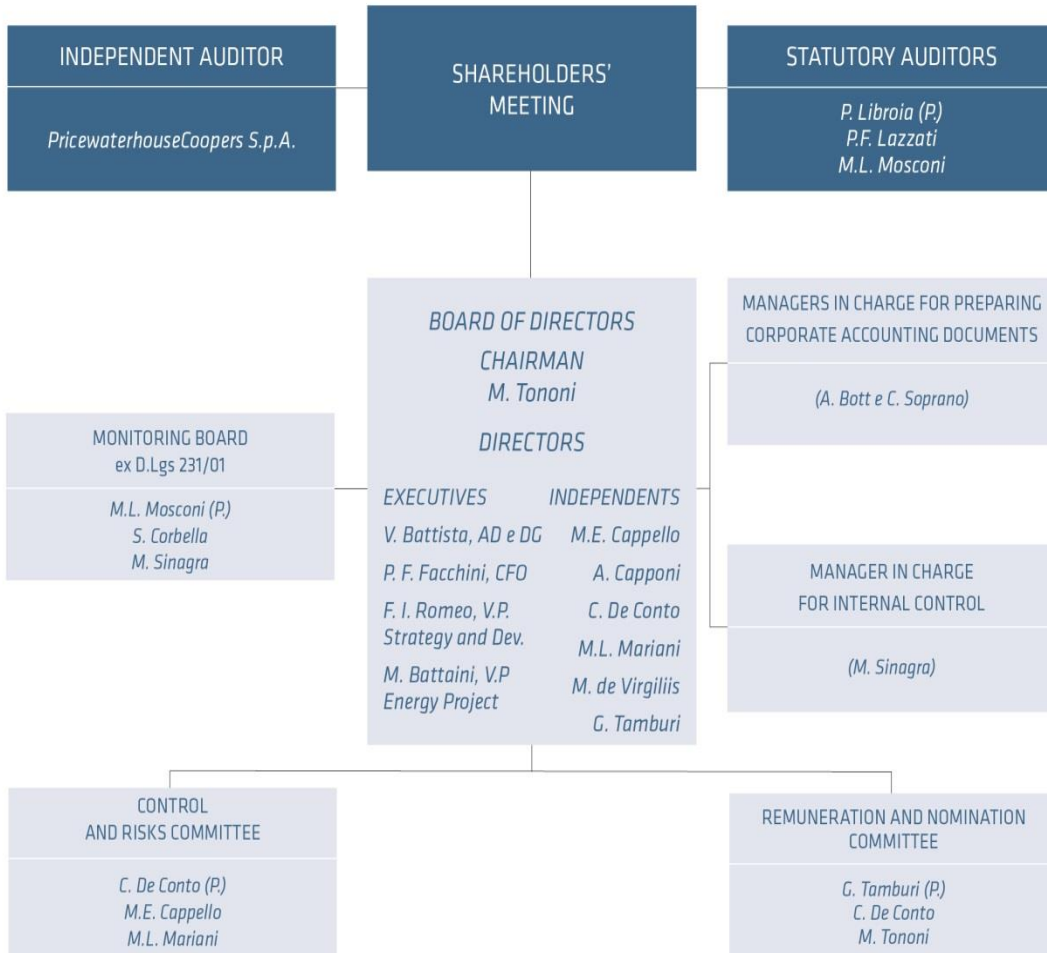 INDEPENDENT AUDITOR
PricewaterhouseCoopers S.p.A.
SHAREHOLDERS'
MEETING
STATUTORY AUDITORS
P. Libroia (P.)
P.F. Lazzati
M.L. Mosconi
BOARD OF DIRECTORS
CHAIRMAN
M. Tononi
DIRECTORS
EXECUTIVES
V. Battista, AD e DG
P. F. Facchini, CFO
F. I. Romeo, V.P.
Strategy and Dev.
M. Battaini, V.P
Energy Project
INDEPENDENTS
M.E. Cappello
A. Capponi
C. De Conto
M.L. Mariani
M. de Virgiliis
G. Tamburi
MONITORING BOARD
ex D.Lgs 231/01
M.L. Mosconi (P.)
S. Corbella
M. Sinagra
MANAGERS IN CHARGE FOR PREPARING
CORPORATE ACCOUNTING DOCUMENTS
(A. Bott e C. Soprano)
MANAGER IN CHARGE
FOR INTERNAL CONTROL
(M. Sinagra)
CONTROL
AND RISKS COMMITTEE
C. De Conto (P.)
M.E. Cappello
M.L. Mariani
REMUNERATION AND NOMINATION
COMMITTEE
G. Tamburi (P.)
C. De Conto
M. Tononi